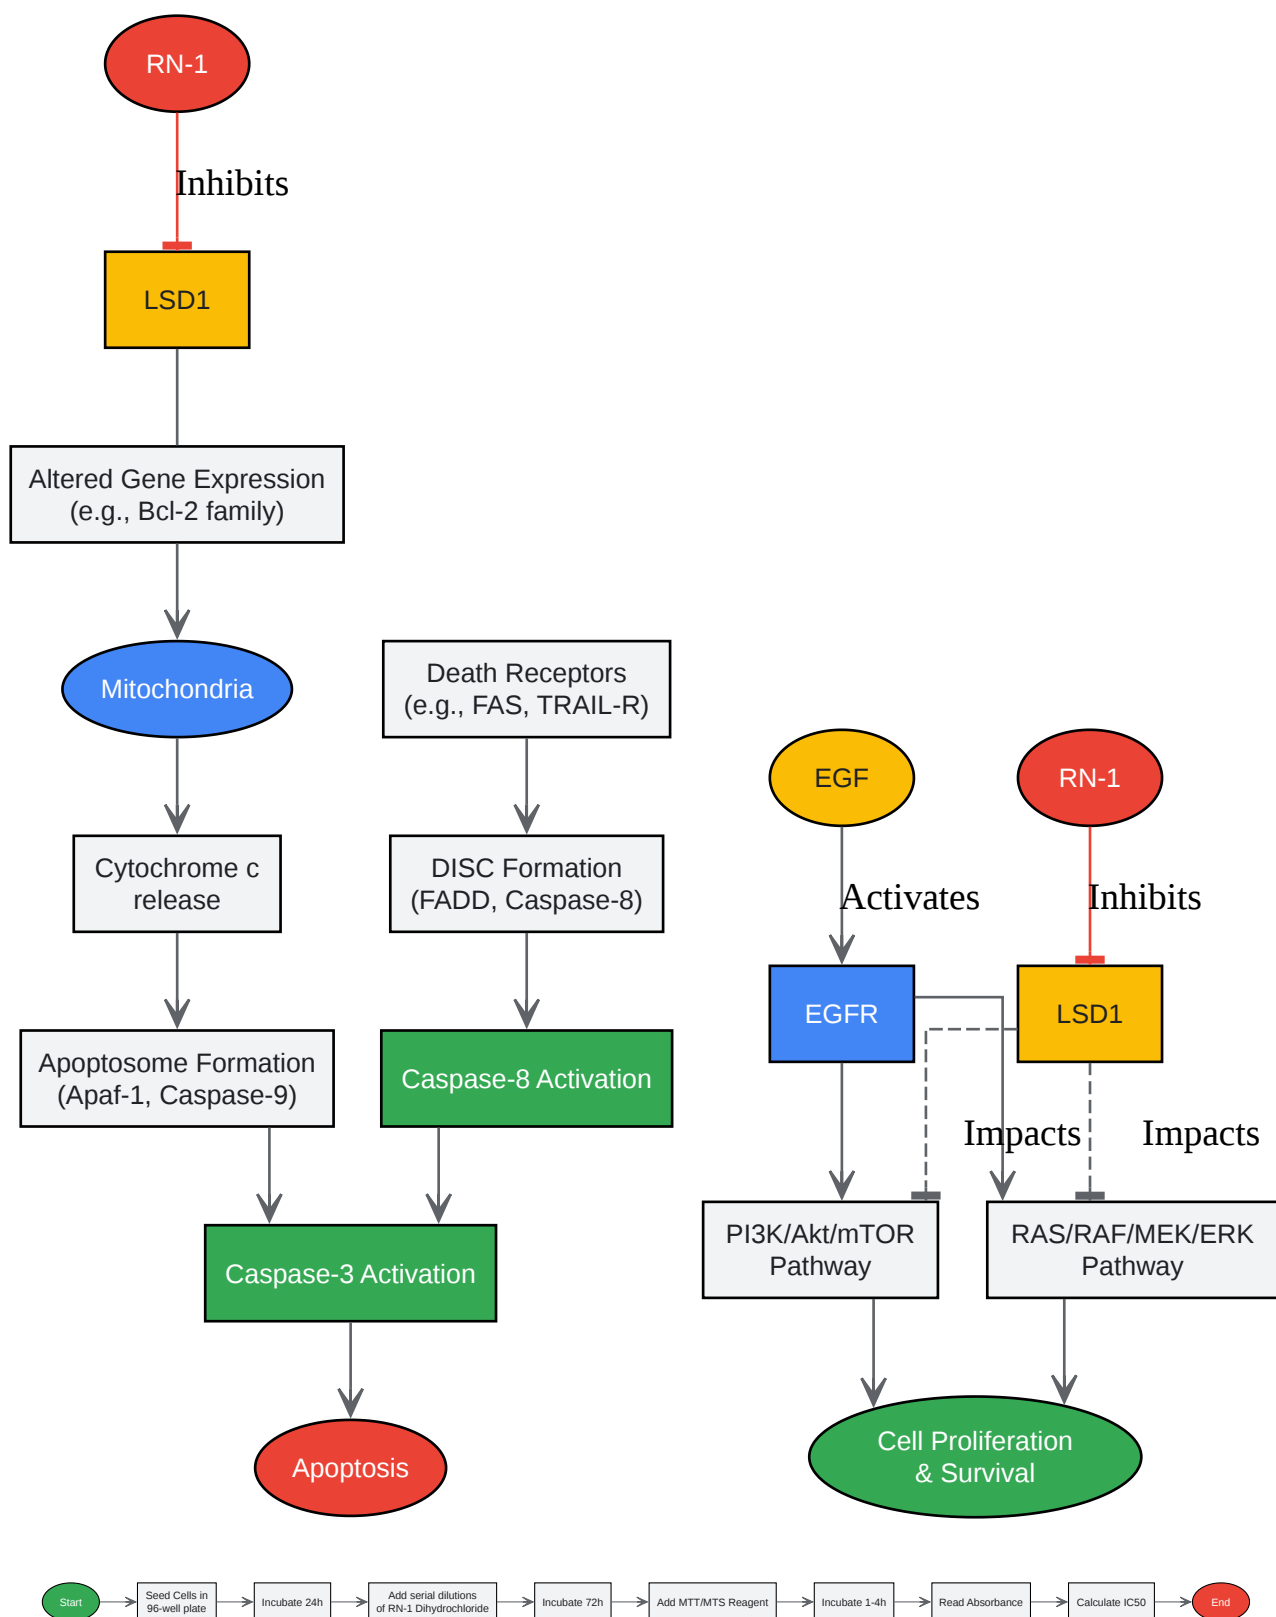 RN-1
Inhibits
LSD1
Altered Gene Expression
(e.g., Bcl-2 family)
Mitochondria
Cytochrome c
release
Apoptosome Formation
(Apaf-1, Caspase-9)
Death Receptors
(e.g., FAS, TRAIL-R)
DISC Formation
(FADD, Caspase-8)
Caspase-8 Activation
Caspase-3 Activation
Apoptosis
EGF
Activates
EGFR
RN-1
Inhibits
LSD1
Impacts
Impacts
PI3K/Akt/mTOR
Pathway
RAS/RAF/MEK/ERK
Pathway
Cell Proliferation
& Survival
Start
Seed Cells in
96-well plate
Incubate 24h
Add serial dilutions
of RN-1 Dihydrochloride
Incubate 72h
Add MTT/MTS Reagent
Incubate 1-4h
Read Absorbance
Calculate IC50
End